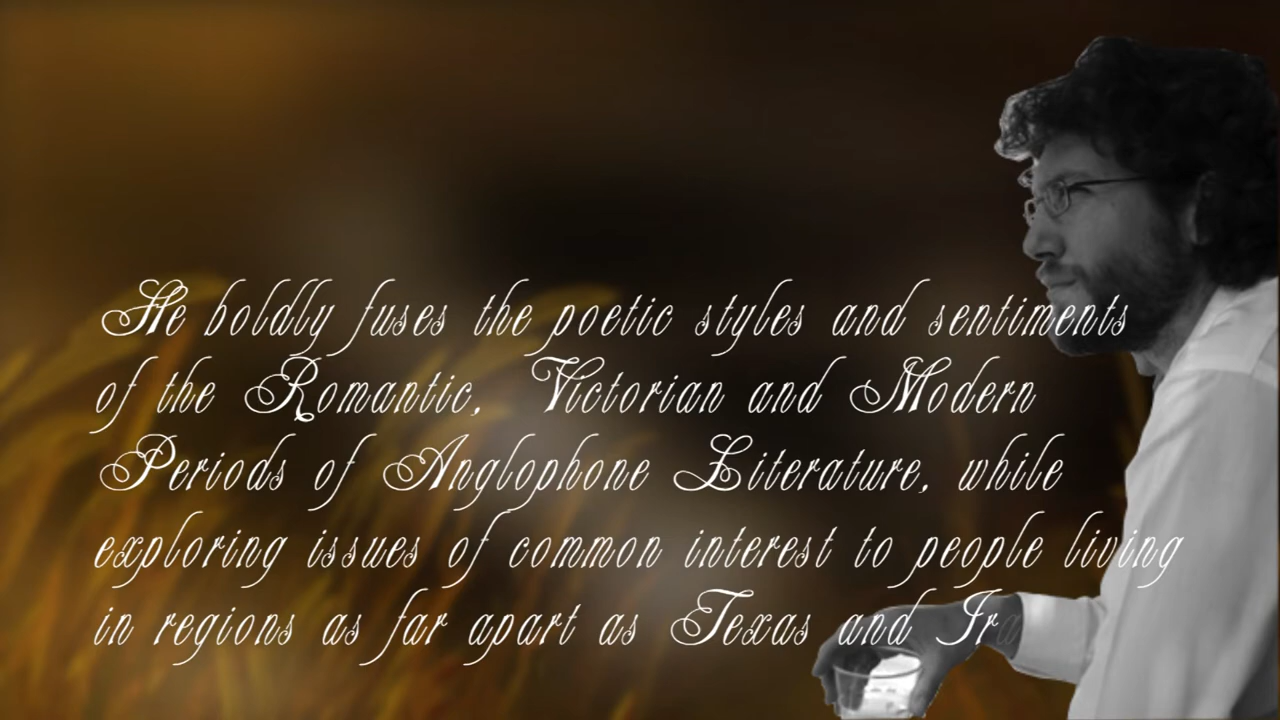 He boldly fuses the poetic styles and sentiments
of the Romantic, Victorian and Modern
Periods of Anglophone Literature, while
exploring issues of common interest to people living
in regions as far apart as Texas and Ira